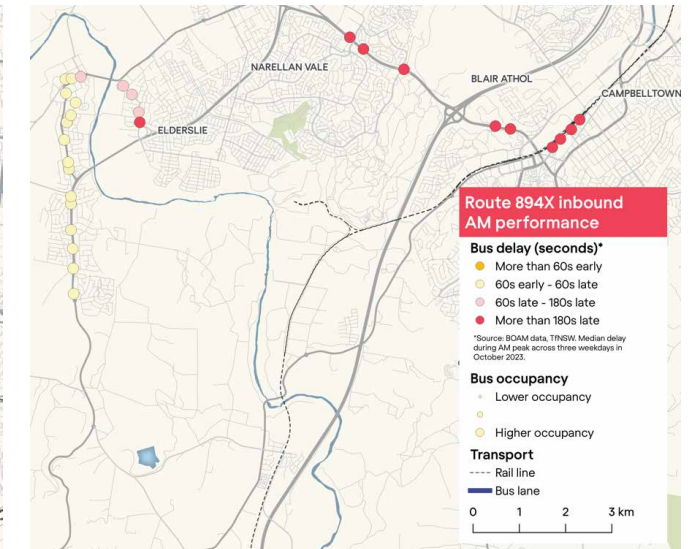 NARELLAN VALE
BLAIR ATHOL
CAMPBELLTOWN
ELDERSLIE
Route 894X inbound
AM performance
Bus delay (seconds)*
More than 60s early
60s early - 60s late
60s late - 180s late
More than 180s late
*Source: BOAM data, TfNSW. Median delay
during AM peak across three weekdays in
October 2023.
Bus occupancy
Lower occupancy
Higher occupancy
Transport
Rail line
Bus lane
0 1 2 3 km